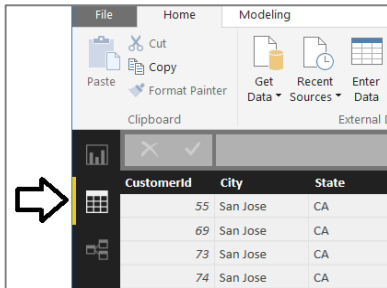 File Home Modeling
Cut
Copy
Format Painter
Paste
Get Recent Enter
Data Sources Data
Clipboard External
CustomerId City State
55 San Jose CA
69 San Jose CA
73 San Jose CA
74 San Jose CA